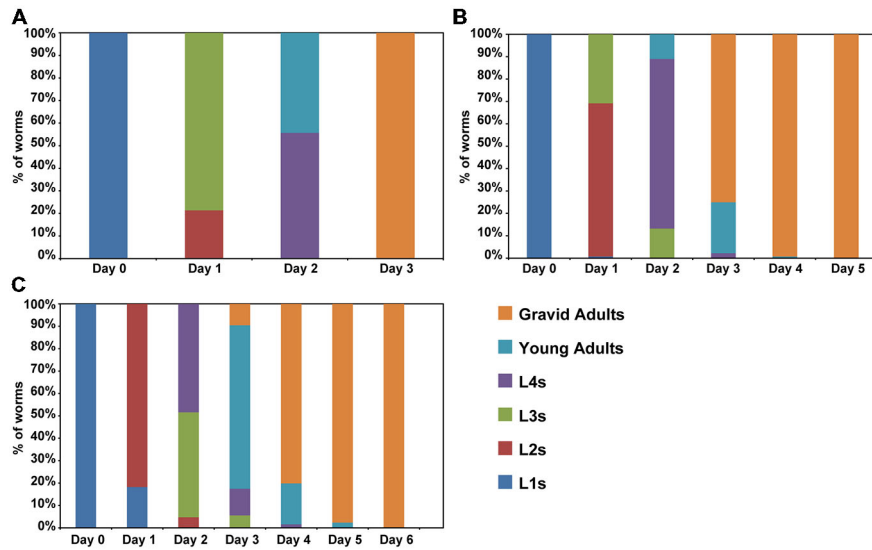 A
100%
90%
80%
70%
60%
50%
40%
30%
20%
10%
0%
% of worms
Day 0 Day 1 Day 2 Day 3
B
100%
90%
80%
70%
60%
50%
40%
30%
20%
10%
0%
% of worms
Day 0 Day 1 Day 2 Day 3 Day 4 Day 5
C
100%
90%
80%
70%
60%
50%
40%
30%
20%
10%
0%
% of worms
Day 0 Day 1 Day 2 Day 3 Day 4 Day 5 Day 6
Gravid Adults
Young Adults
L4s
L3s
L2s
L1s